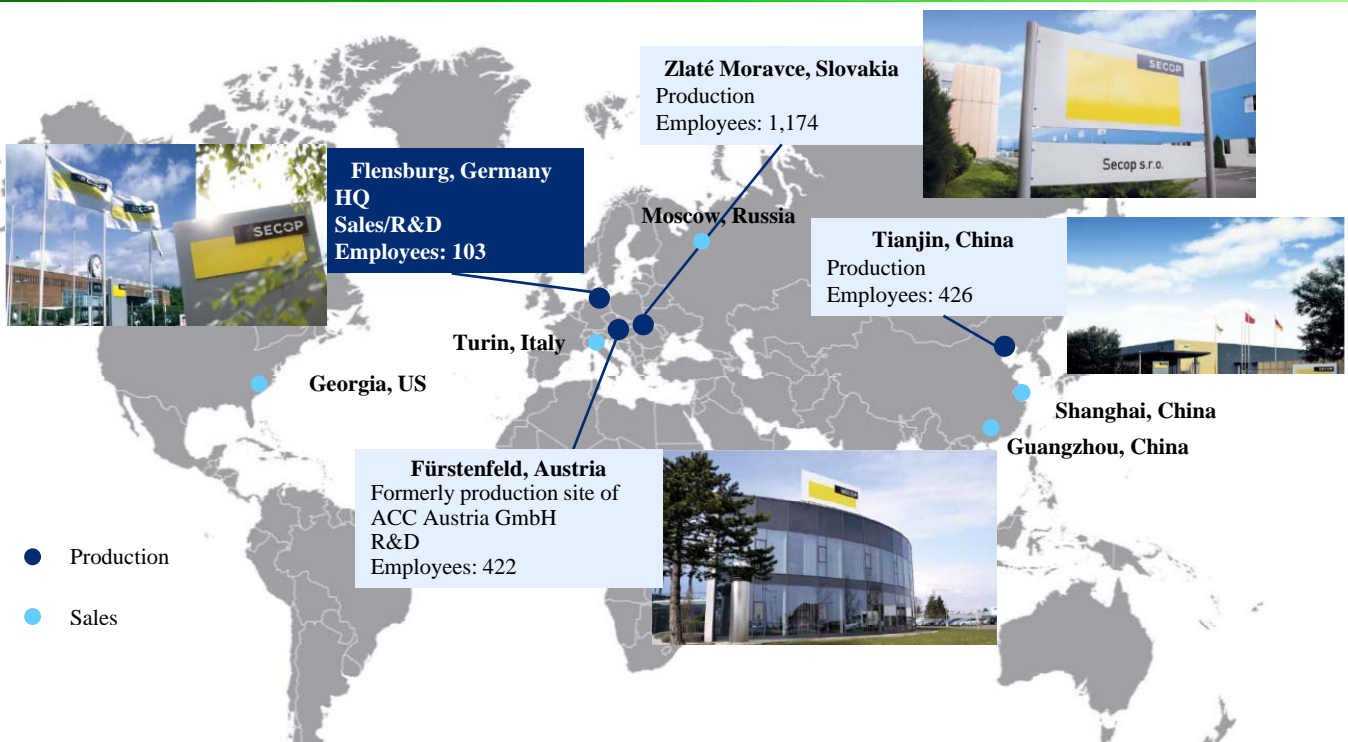 Zlaté Moravce, Slovakia
Production
Employees: 1,174
SECOP
Secop s.r.o.
Flensburg, Germany
HQ
Sales/R&D
Employees: 103
SECOP
SECOP
Moscow, Russia
Tianjin, China
Production
Employees: 426
Turin, Italy
Georgia, US
Shanghai, China
Guangzhou, China
Fürstenfeld, Austria
Formerly production site of
ACC Austria GmbH
R&D
Employees: 422
SECOP
Production
Sales